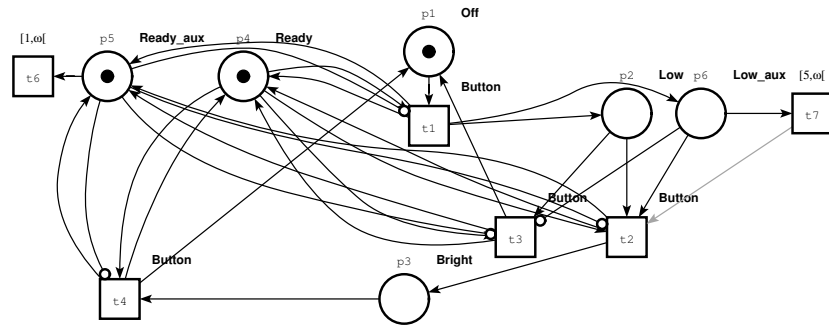 p1 Off
[1,ω[ p5 Ready_aux p4 Ready
t6
Button
p2 Low p6 Low_aux [5,ω[
t1 t7
Button Button
t3 t2
Button p3 Bright
t4